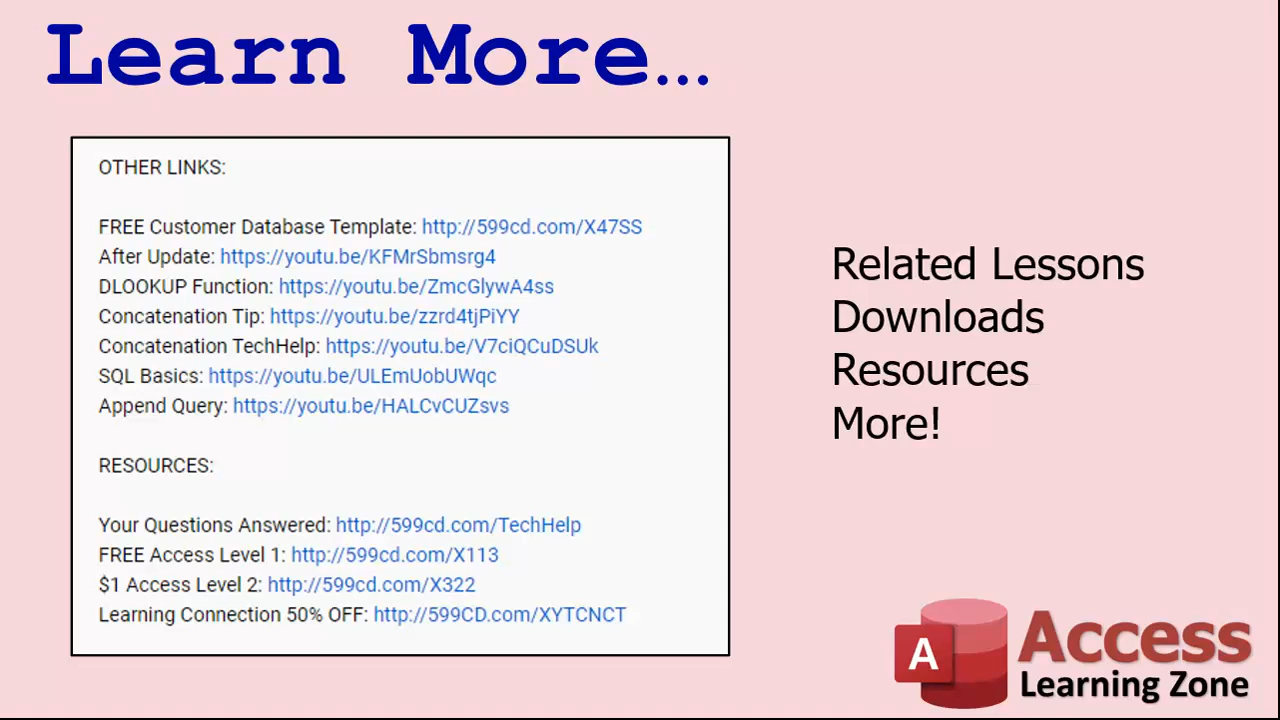 Learn More...
OTHER LINKS:
FREE Customer Database Template: http://599cd.com/X47SS
After Update: https://youtu.be/KFMrSbmsrg4
DLOOKUP Function: https://youtu.be/ZmcGlywA4ss
Concatenation Tip: https://youtu.be/zzrd4tjPiYY
Concatenation TechHelp: https://youtu.be/V7ciQCuDSUk
SQL Basics: https://youtu.be/ULEmUobUWqc
Append Query: https://youtu.be/HALCvCUZsvs
RESOURCES:
Your Questions Answered: http://599cd.com/TechHelp
FREE Access Level 1: http://599cd.com/X113
$1 Access Level 2: http://599cd.com/X322
Learning Connection 50% OFF: http://599CD.com/XYTCNCT
Related Lessons
Downloads
Resources
More!
A
Access
Learning Zone